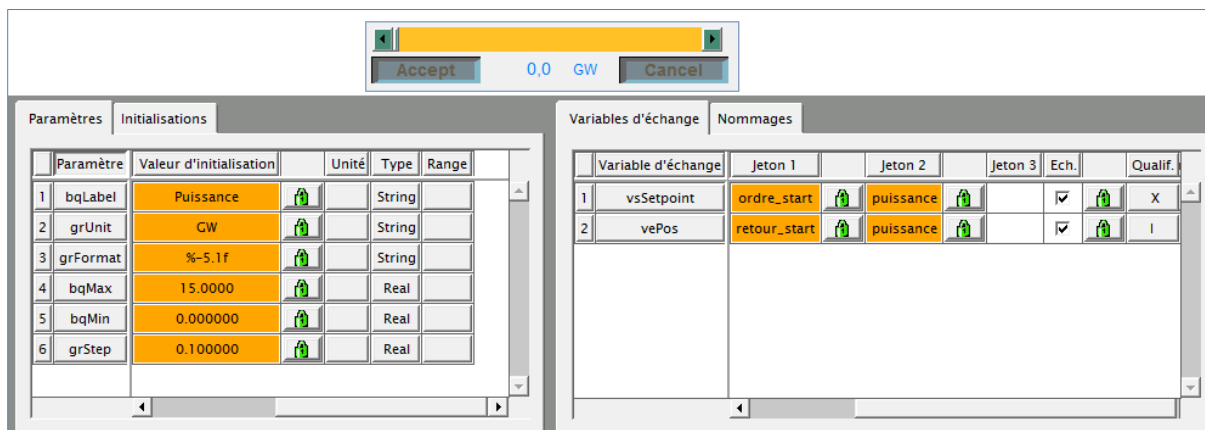 Accept 0,0 GW Cancel
Paramètres Initialisations
Paramètre Valeur d'initialisation Unité Type Range
1 bqLabel Puissance String
2 grUnit GW String
3 grFormat %-5.1f String
4 bqMax 15.0000 Real
5 bqMin 0.000000 Real
6 grStep 0.100000 Real
Variables d'échange Nommages
Variable d'échange Jeton 1 Jeton 2 Jeton 3 Ech. Qualif.
1 vsSetpoint ordre_start puissance X
2 vePos retour_start puissance I